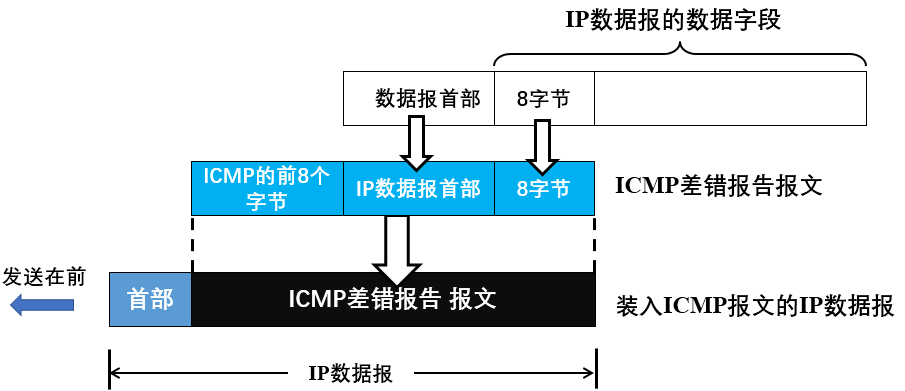 IP数据报的数据字段
数据报首部 8字节
ICMP的前8个
字节
IP数据报首部 8字节
ICMP差错报告报文
发送在前
首部 ICMP差错报告 报文
装入ICMP报文的IP数据报
IP数据报